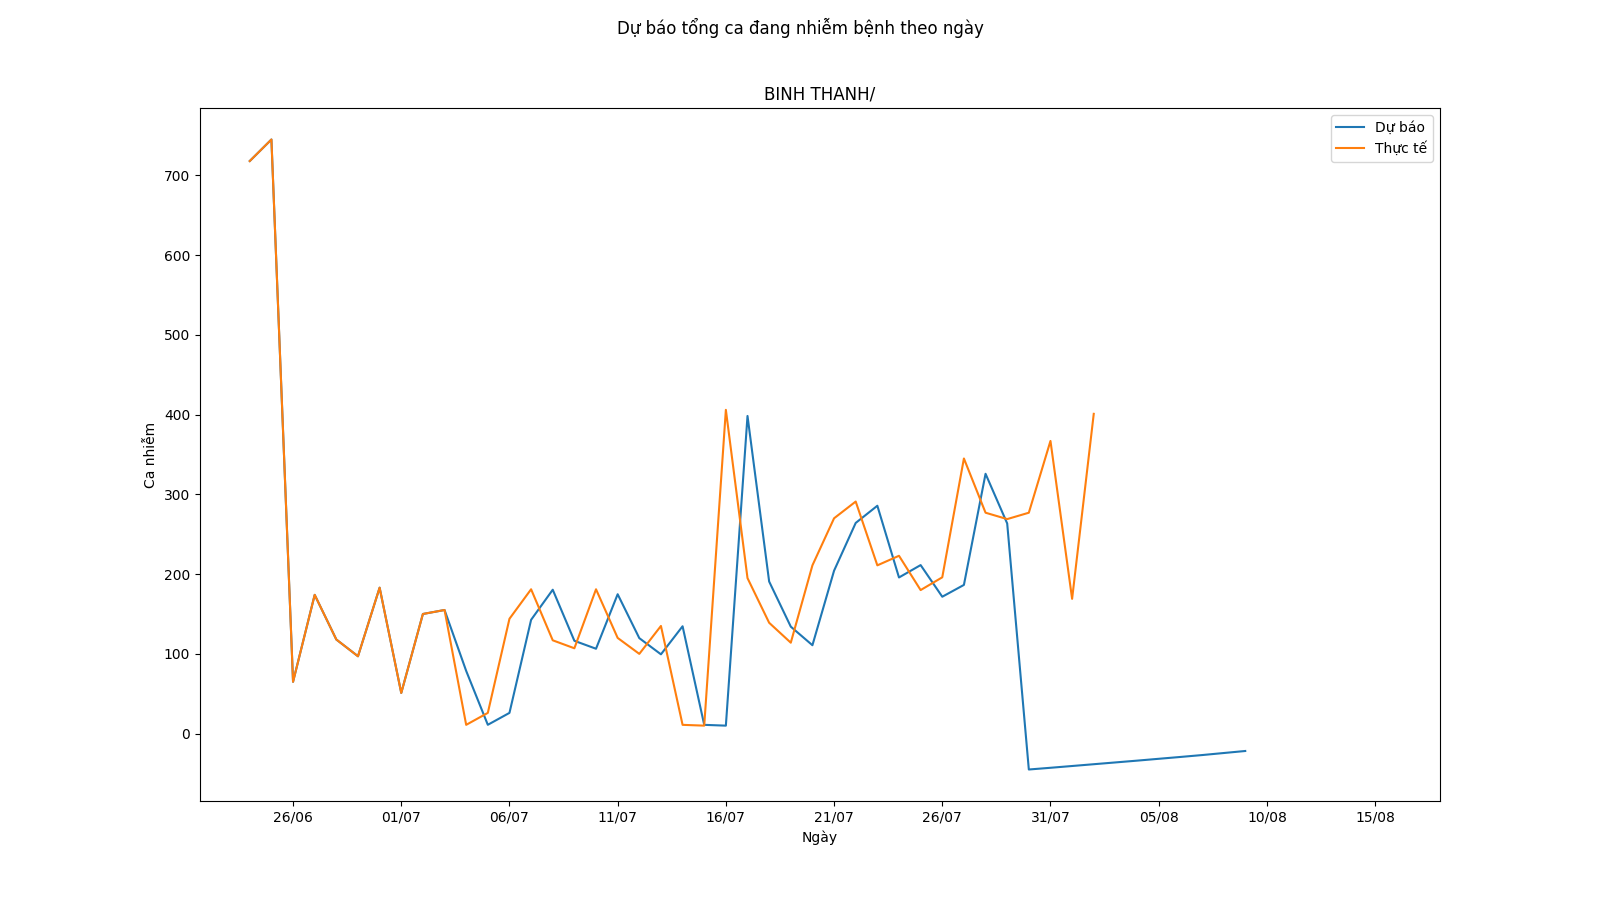 Dự báo tổng ca đang nhiễm bệnh theo ngày
BINH THANH/
Dự báo
Thực tế
700
600
500
400
300
200
100
0
Ca nhiễm
26/06 01/07 06/07 11/07 16/07 21/07 26/07 31/07 05/08 10/08 15/08
Ngày